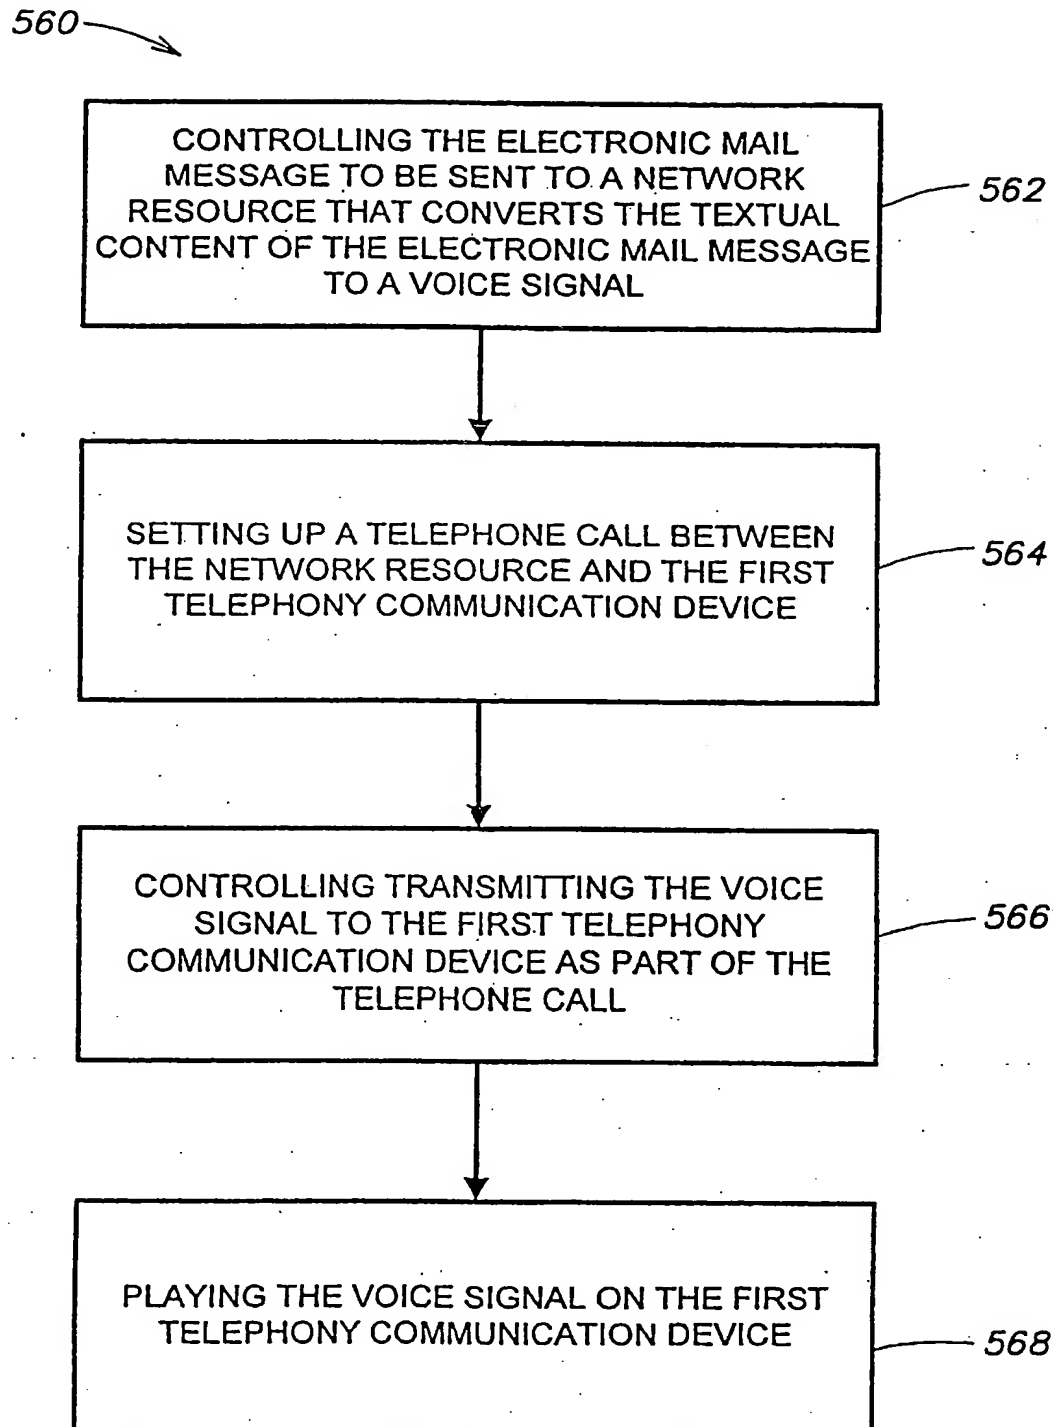 560
CONTROLLING THE ELECTRONIC MAIL
MESSAGE TO BE SENT TO A NETWORK
RESOURCE THAT CONVERTS THE TEXTUAL
CONTENT OF THE ELECTRONIC MAIL MESSAGE
TO A VOICE SIGNAL
562
SETTING UP A TELEPHONE CALL BETWEEN
THE NETWORK RESOURCE AND THE FIRST
TELEPHONY COMMUNICATION DEVICE
564
CONTROLLING TRANSMITTING THE VOICE
SIGNAL TO THE FIRST TELEPHONY
COMMUNICATION DEVICE AS PART OF THE
TELEPHONE CALL
566
PLAYING THE VOICE SIGNAL ON THE FIRST
TELEPHONY COMMUNICATION DEVICE
568